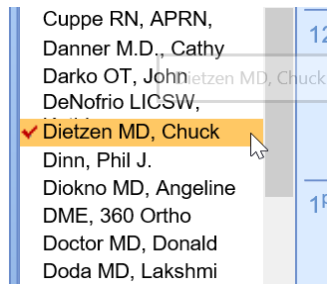 Cuppe RN, APRN,
Danner M.D., Cathy
Darko OT, John
etzen MD, Chuck
DeNofrio LICSW,
Dietzen MD, Chuck
Dinn, Phil J.
Diokno MD, Angeline
DME, 360 Ortho
Doctor MD, Donald
Doda MD, Lakshmi
12
1p